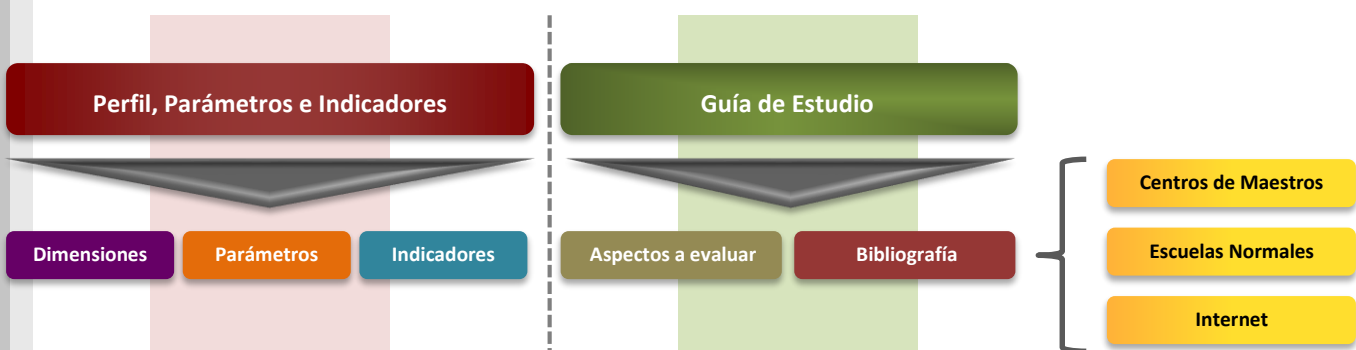 Perfil, Parámetros e Indicadores
Guía de Estudio
Dimensiones
Parámetros
Indicadores
Aspectos a evaluar
Bibliografía
Centros de Maestros
Escuelas Normales
Internet